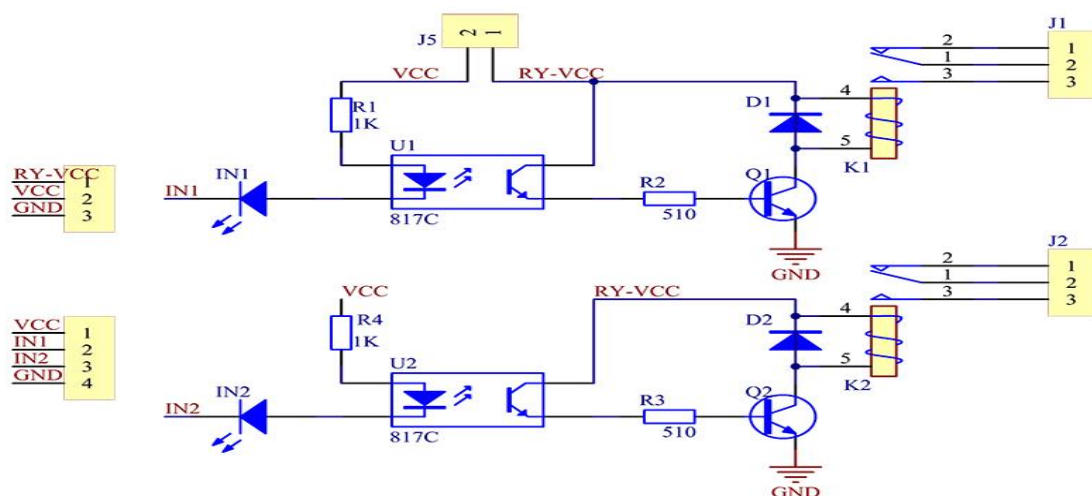 J5
2 1
VCC
RY-VCC
R1
1K
U1
817C
IN1
IN1
R2
510
D1
Q1
GND
4
5
K1
2
1
3
J1
1
2
3
RY-VCC 1
VCC 2
GND 3
VCC 1
IN1 2
IN2 3
GND 4
VCC
R4
1K
U2
817C
IN2
IN2
RY-VCC
R3
510
D2
Q2
GND
4
5
K2
2
1
3
J2
1
2
3